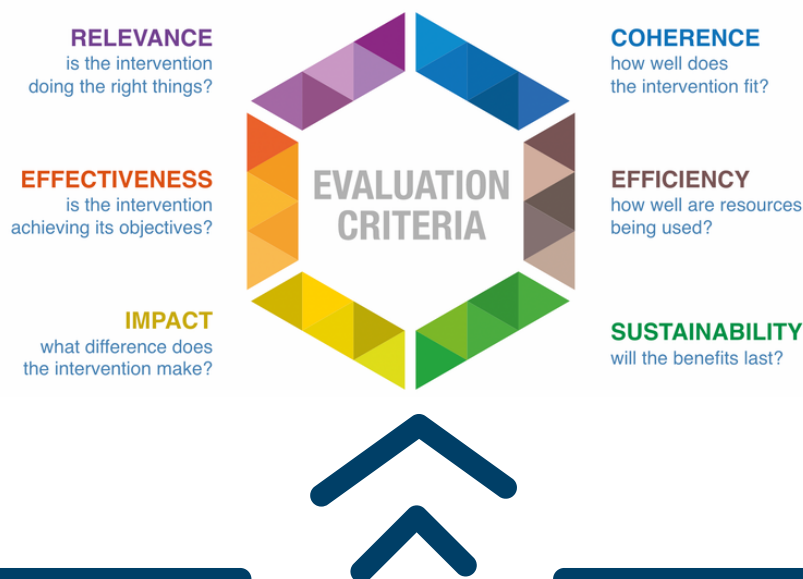 RELEVANCE
is the intervention
doing the right things?
COHERENCE
how well does
the intervention fit?
EFFECTIVENESS
is the intervention
achieving its objectives?
EVALUATION
CRITERIA
EFFICIENCY
how well are resources
being used?
IMPACT
what difference does
the intervention make?
SUSTAINABILITY
will the benefits last?